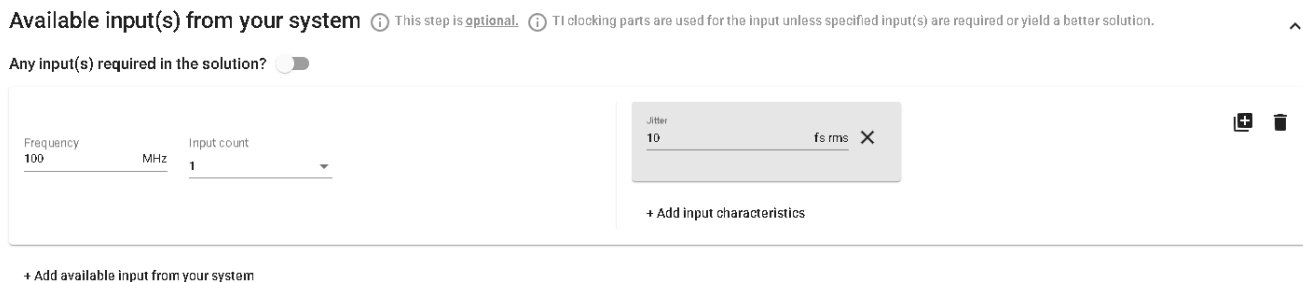 Available input(s) from your system This step is optional. TI clocking parts are used for the input unless specified input(s) are required or yield a better solution.
Any input(s) required in the solution?
Frequency
100 MHz
Input count
1
Jitter
10 fs rms
+ Add input characteristics
+ Add available input from your system